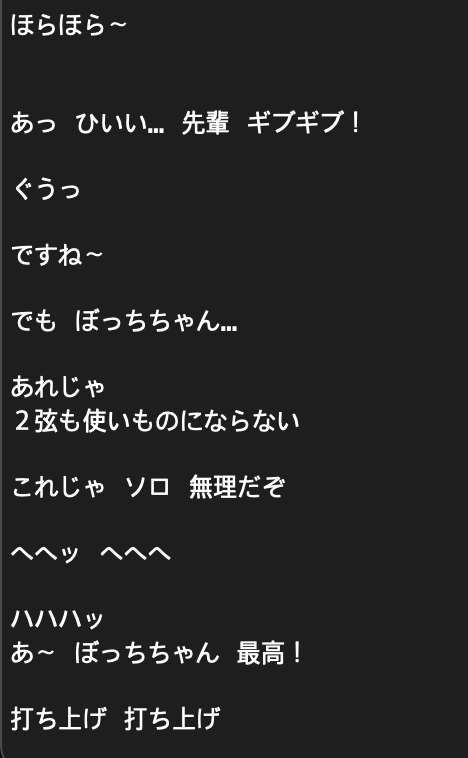 ほらほら～
あっ ひいい… 先輩 ギブギブ！
ぐうっ
ですね～
でも ぼっちちゃん…
あれじゃ
２弦も使いものにならない
これじゃ ソロ 無理だぞ
へヘッ へへへ
ハハハッ
あ～ ぼっちちゃん 最高！
打ち上げ 打ち上げ